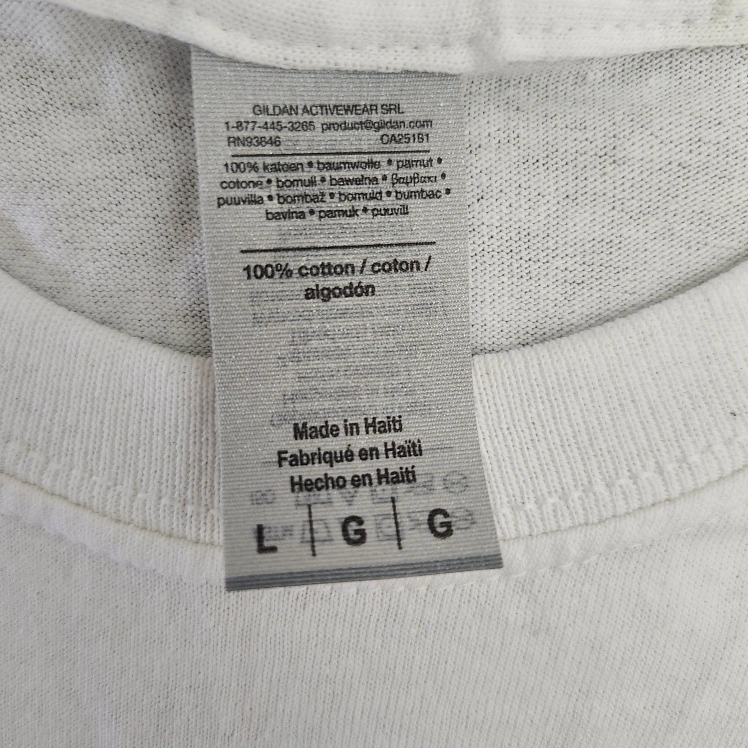 GILDAN ACTIVEWEAR SRL
1-877-445-3265 product@gildan.com
RN93846 CA25181
100% katoen • baumwolle • pamut •
cotone • bomull • bawełna • βαμβακι •
puuvilla • bombaž • bomuld • bumbac •
bavlna • pamuk • puuvill
100% cotton / coton /
algodón
Made in Haiti
Fabriqué en Haïti
Hecho en Haití
L | G | G